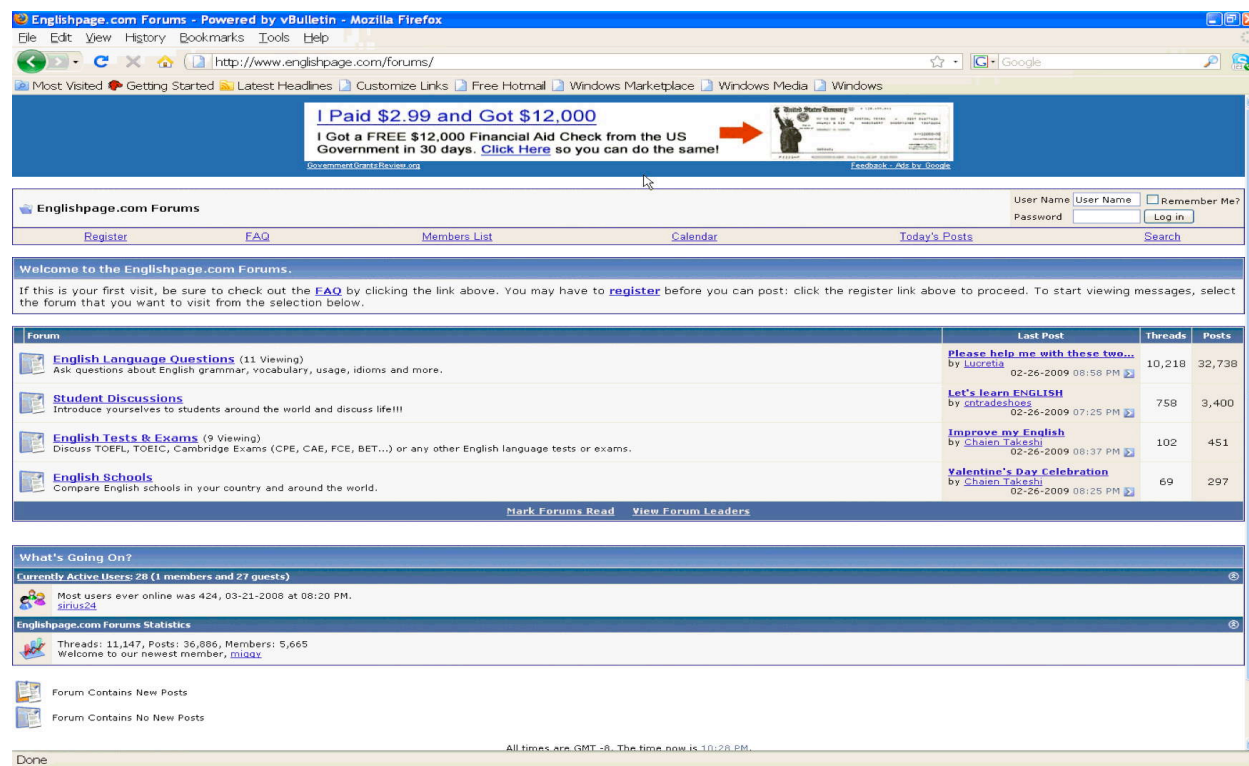 Englishpage.com Forums - Powered by vBulletin - Mozilla Firefox
File Edit View History Bookmarks Tools Help
http://www.englishpage.com/forums/ Google
Most Visited Getting Started Latest Headlines Customize Links Free Hotmail Windows Marketplace Windows Media Windows
I Paid $2.99 and Got $12,000
I Got a FREE $12,000 Financial Aid Check from the US
Government in 30 days. Click Here so you can do the same!
United States Treasury
GovernmentGrantsReview.org Feedback - Ads by Google
Englishpage.com Forums
User Name User Name Remember Me?
Password Log in
Register FAQ Members List Calendar Today's Posts Search
Welcome to the Englishpage.com Forums.
If this is your first visit, be sure to check out the FAQ by clicking the link above. You may have to register before you can post: click the register link above to proceed. To start viewing messages, select
the forum that you want to visit from the selection below.
Forum Last Post Threads Posts
English Language Questions (11 Viewing)
Ask questions about English grammar, vocabulary, usage, idioms and more.
Please help me with these two...
by Lucretia
02-26-2009 08:58 PM
10,218 32,738
Student Discussions
Introduce yourselves to students around the world and discuss life!!!
Let's learn ENGLISH
by cntradeshoes
02-26-2009 07:25 PM
758 3,400
English Tests & Exams (9 Viewing)
Discuss TOEFL, TOEIC, Cambridge Exams (CPE, CAE, FCE, BET...) or any other English language tests or exams.
Improve my English
by Chaien Takeshi
02-26-2009 08:37 PM
102 451
English Schools
Compare English schools in your country and around the world.
Valentine's Day Celebration
by Chaien Takeshi
02-26-2009 08:25 PM
69 297
Mark Forums Read View Forum Leaders
What's Going On?
Currently Active Users: 28 (1 members and 27 guests)
Most users ever online was 424, 03-21-2008 at 08:20 PM.
sirius24
Englishpage.com Forums Statistics
Threads: 11,147, Posts: 36,886, Members: 5,665
Welcome to our newest member, miqqy
Forum Contains New Posts
Forum Contains No New Posts
All times are GMT -8. The time now is 10:28 PM.
Done